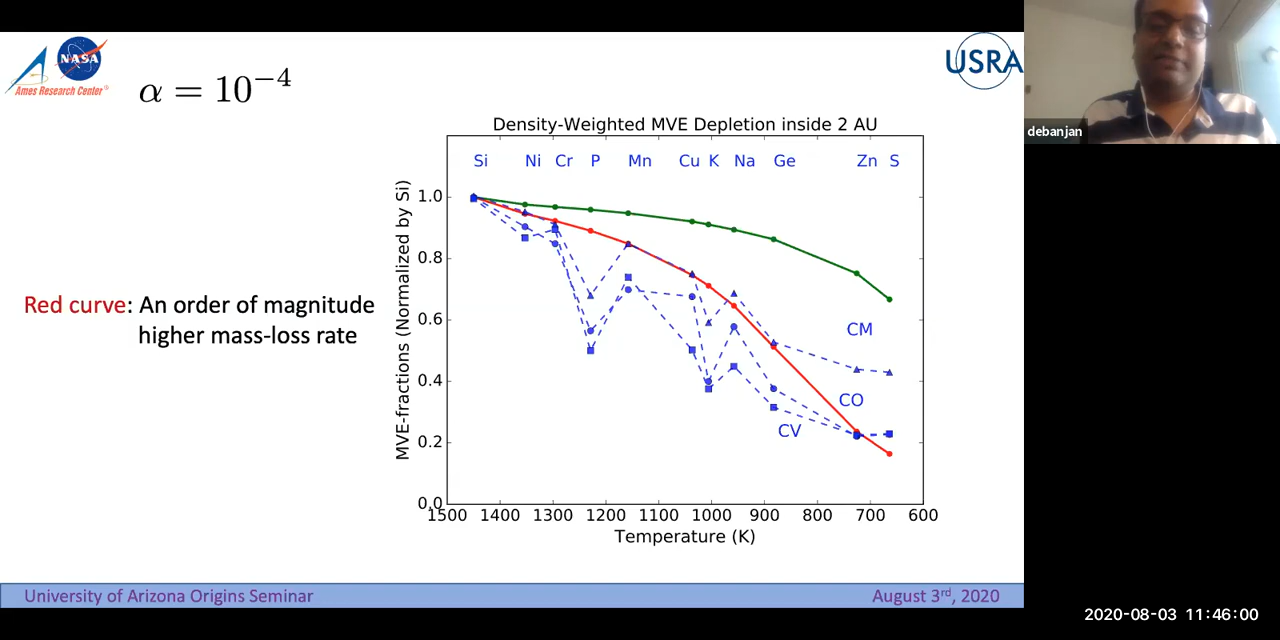 NASA
Ames Research Center
α = 10⁻⁴
USRA
debanjan
Density-Weighted MVE Depletion inside 2 AU
Si Ni Cr P Mn Cu K Na Ge Zn S
MVE-fractions (Normalized by Si)
1.0
0.8
0.6
0.4
0.2
0.0
CM
CO
CV
1500 1400 1300 1200 1100 1000 900 800 700 600
Temperature (K)
Red curve: An order of magnitude
higher mass-loss rate
University of Arizona Origins Seminar
August 3rd, 2020
2020-08-03 11:46:00